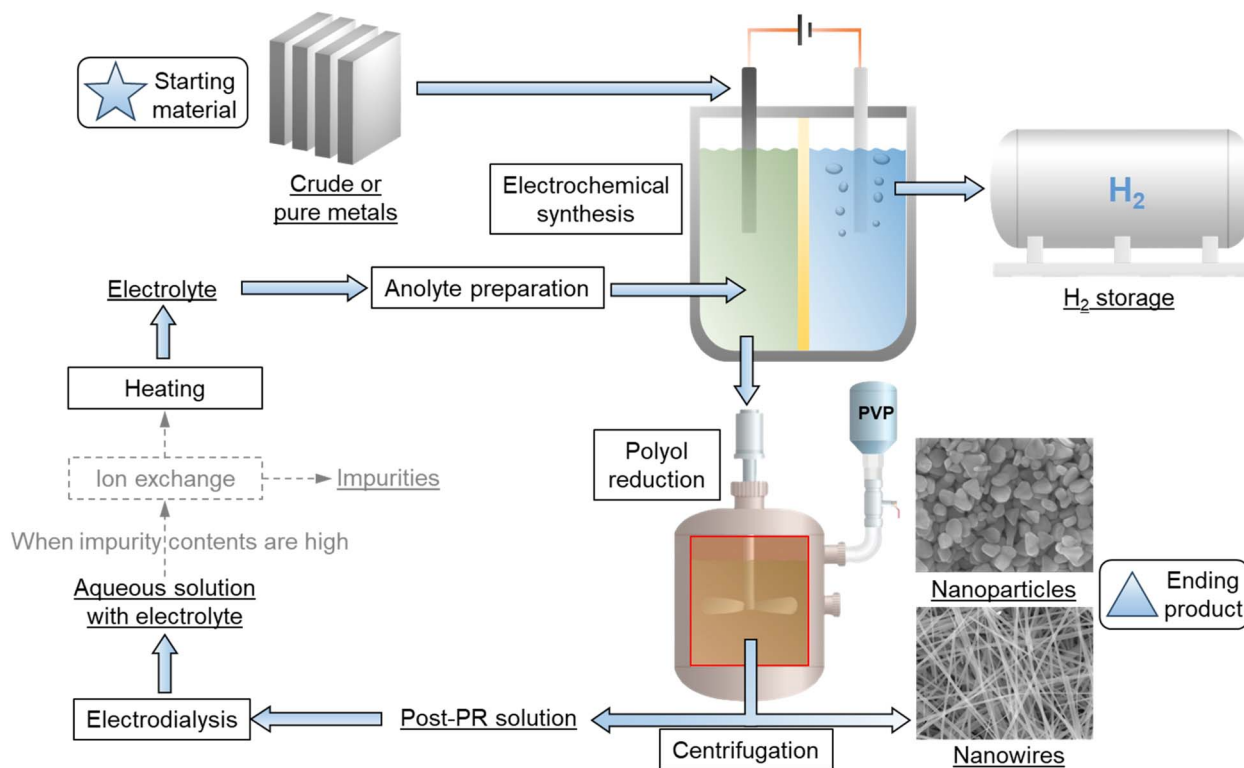 Starting
material
Crude or
pure metals
Electrochemical
synthesis
H2
H2 storage
Electrolyte
Anolyte preparation
Heating
Polyol
reduction
PVP
Ion exchange
Impurities
When impurity contents are high
Aqueous solution
with electrolyte
Nanoparticles
Ending
product
Electrodialysis
Post-PR solution
Centrifugation
Nanowires